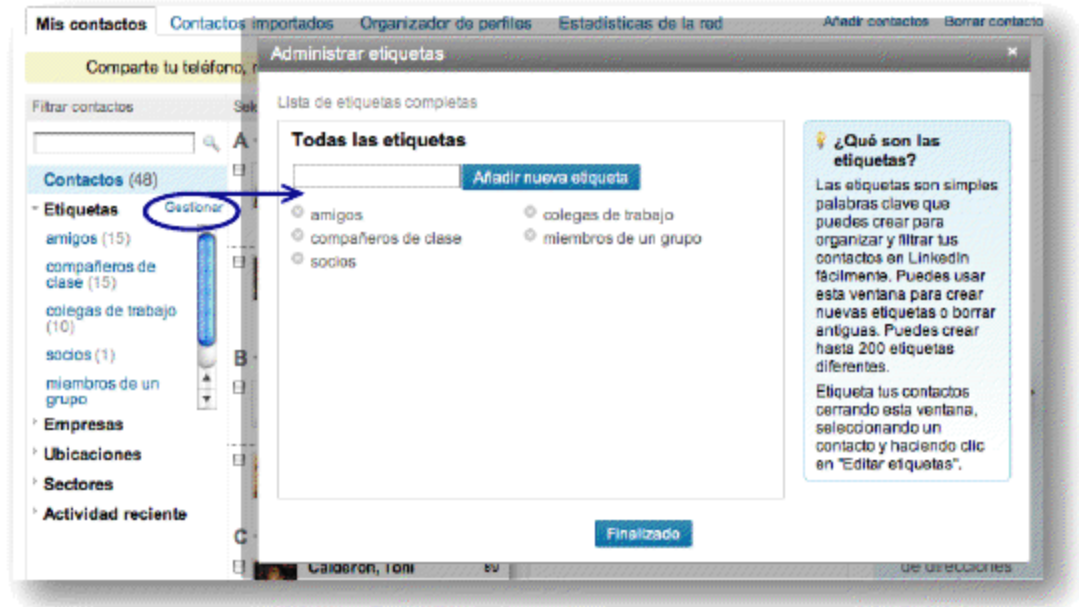 Mis contactos
Contactos importados
Organizador de perfiles
Estadísticas de la red
Añadir contactos
Borrar contacto
Comparte tu teléfono,
Administrar etiquetas
×
Filtrar contactos
Sel
Lista de etiquetas completas
A
Todas las etiquetas
Añadir nueva etiqueta
Contactos (48)
Etiquetas
Gestionar
amigos (15)
compañeros de
clase (15)
colegas de trabajo
(10)
socios (1)
miembros de un
grupo
Empresas
Ubicaciones
Sectores
Actividad reciente
B
C
amigos
colegas de trabajo
compañeros de clase
miembros de un grupo
socios
¿Qué son las
etiquetas?
Las etiquetas son simples
palabras clave que
puedes crear para
organizar y filtrar tus
contactos en LinkedIn
fácilmente. Puedes usar
esta ventana para crear
nuevas etiquetas o borrar
antiguas. Puedes crear
hasta 200 etiquetas
diferentes.
Etiqueta tus contactos
cerrando esta ventana,
seleccionando un
contacto y haciendo clic
en "Editar etiquetas".
Finalizado
Calderón, Toni
de direcciones